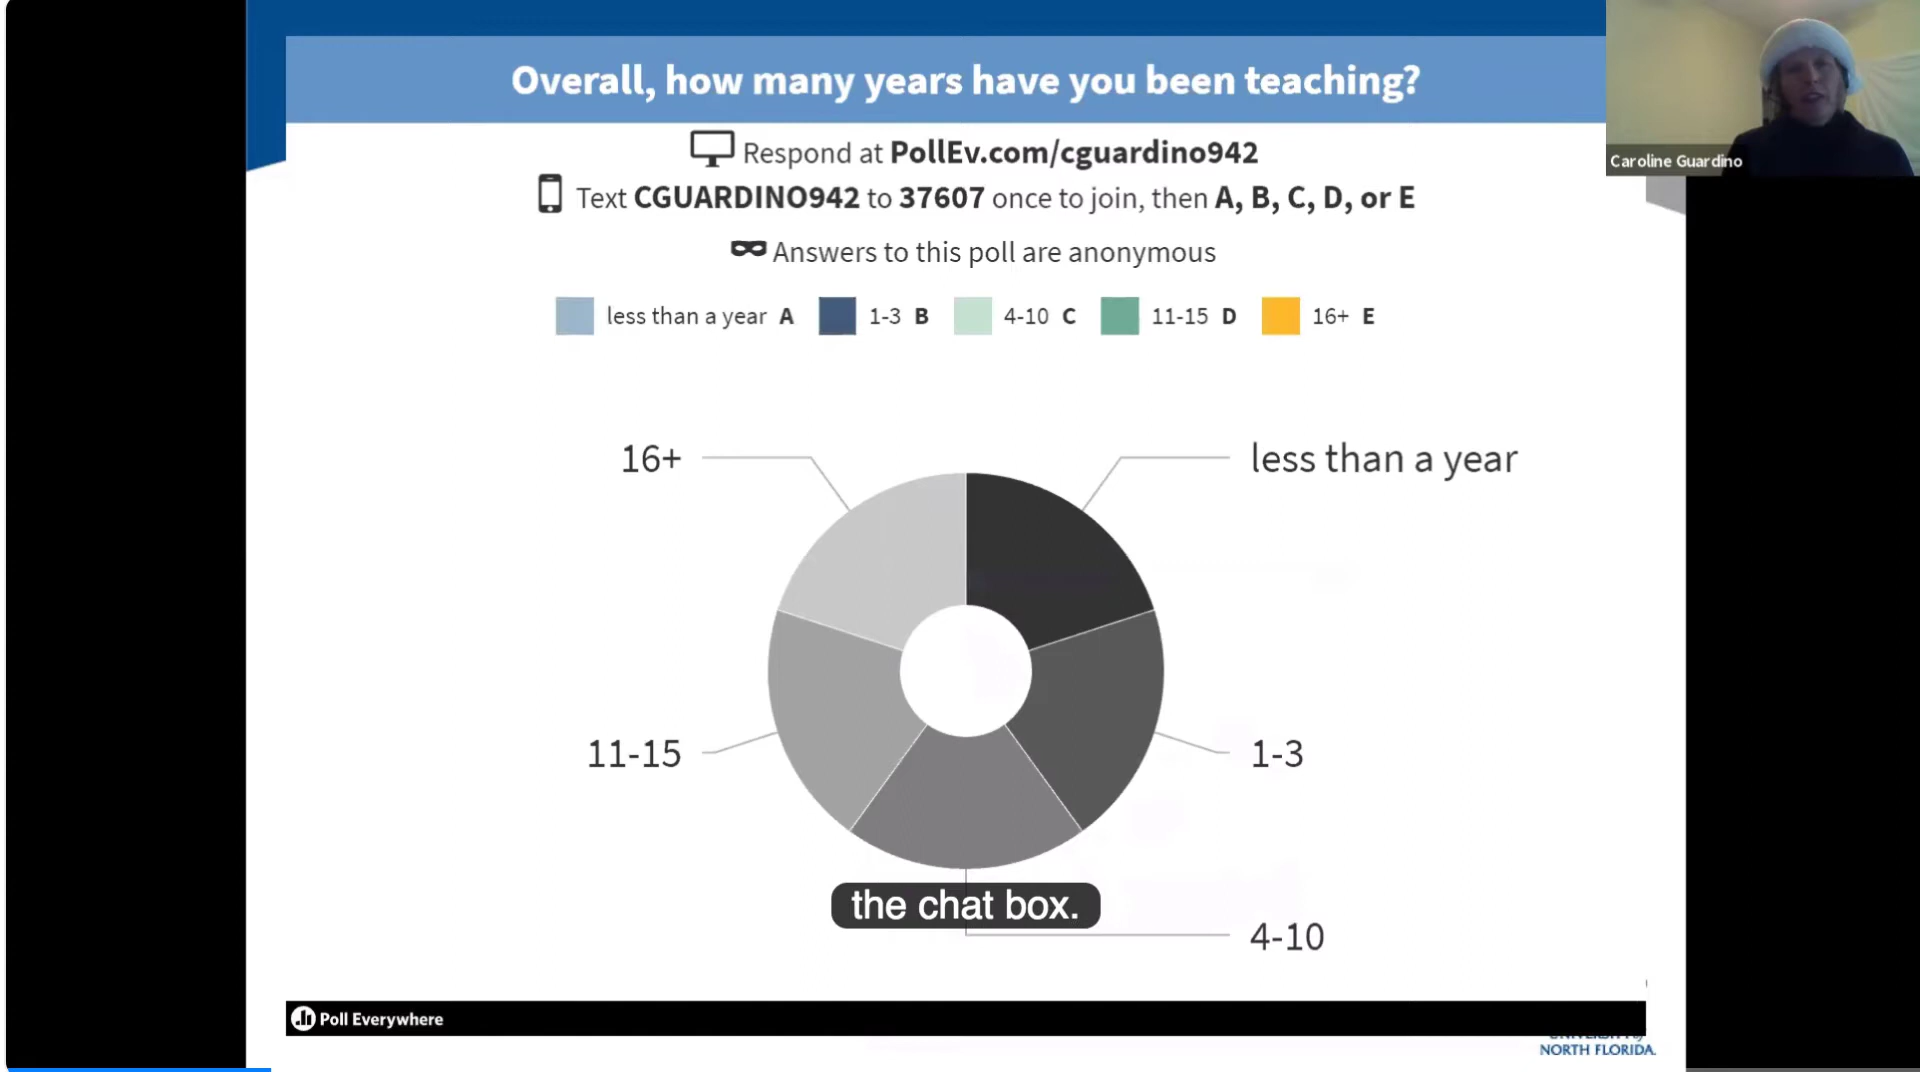 Overall, how many years have you been teaching?
Respond at PollEv.com/cguardino942
Text CGUARDINO942 to 37607 once to join, then A, B, C, D, or E
Answers to this poll are anonymous
less than a year A 1-3 B 4-10 C 11-15 D 16+ E
Caroline Guardino
16+
less than a year
11-15
1-3
the chat box.
4-10
Poll Everywhere
NORTH FLORIDA.